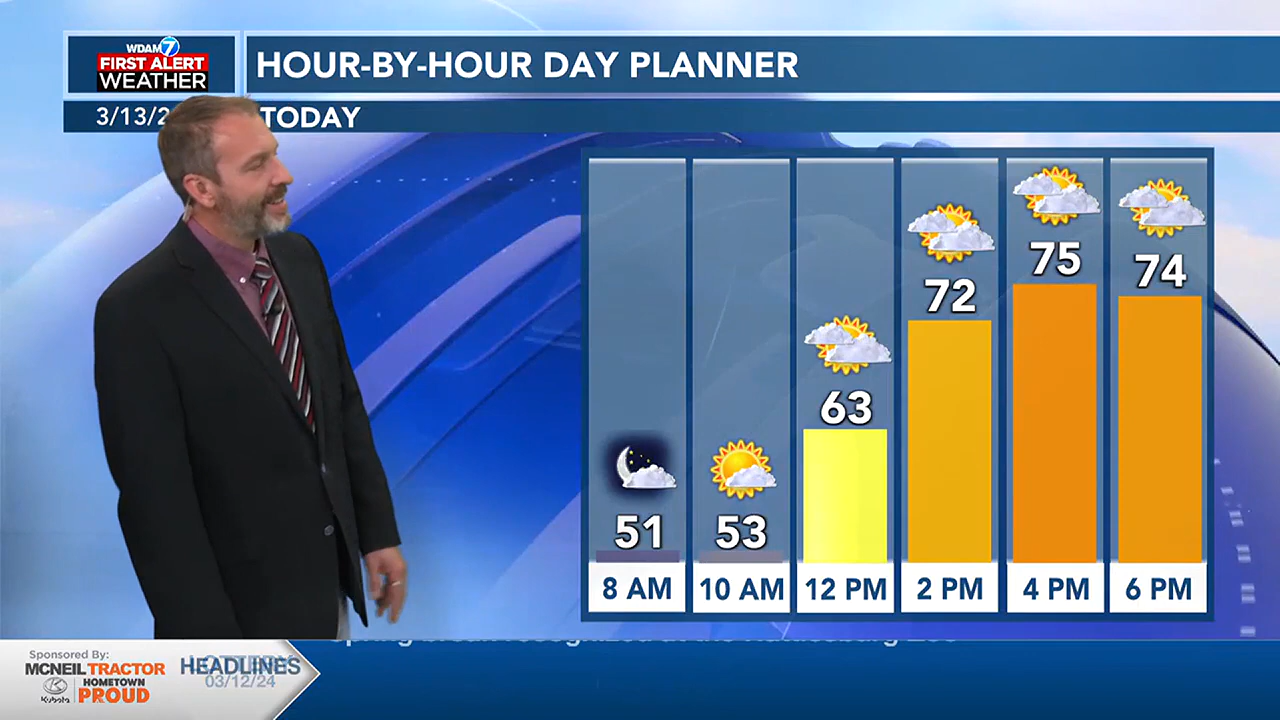 WDAM 7
FIRST ALERT
WEATHER
HOUR-BY-HOUR DAY PLANNER
3/13/2
TODAY
75
74
72
63
51
53
8 AM
10 AM
12 PM
2 PM
4 PM
6 PM
Sponsored By:
MCNEIL TRACTOR
Kubota
HOMETOWN
PROUD
HEADLINES
LOTTERY
03/12/24